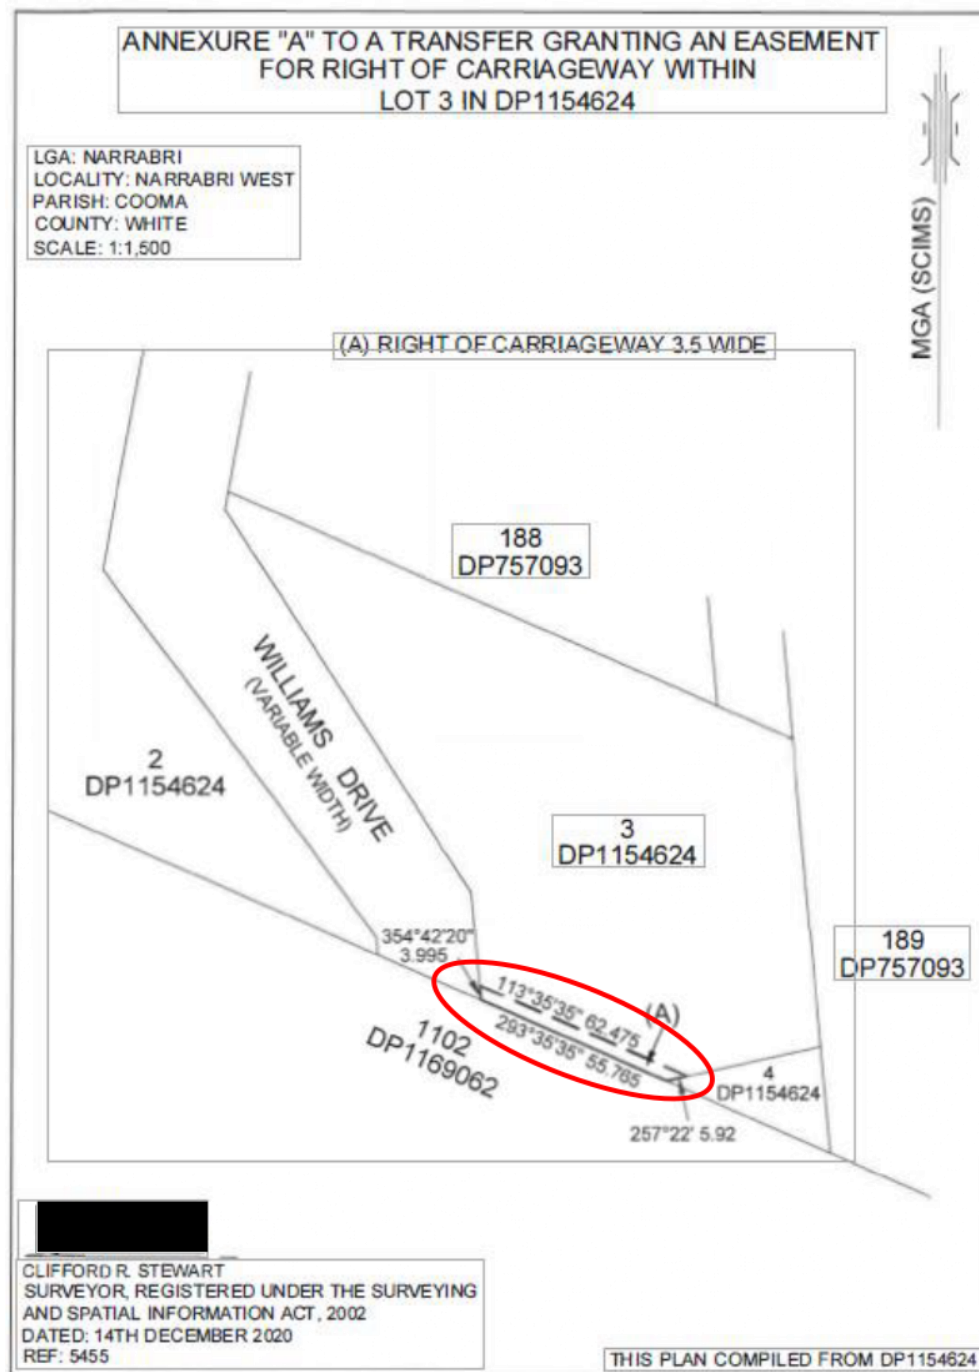 ANNEXURE "A" TO A TRANSFER GRANTING AN EASEMENT
FOR RIGHT OF CARRIAGEWAY WITHIN
LOT 3 IN DP1154624
LGA: NARRABRI
LOCALITY: NARRABRI WEST
PARISH: COOMA
COUNTY: WHITE
SCALE: 1:1,500
MGA (SCIMS)
(A) RIGHT OF CARRIAGEWAY 3.5 WIDE
188
DP757093
WILLIAMS DRIVE
(VARIABLE WIDTH)
2
DP1154624
3
DP1154624
189
DP757093
354°42'20"
3.995
113°35'35" 62.475
(A)
293°35'35" 55.765
1102
DP1169062
4
DP1154624
257°22' 5.92
CLIFFORD R. STEWART
SURVEYOR, REGISTERED UNDER THE SURVEYING
AND SPATIAL INFORMATION ACT, 2002
DATED: 14TH DECEMBER 2020
REF: 5455
THIS PLAN COMPILED FROM DP1154624